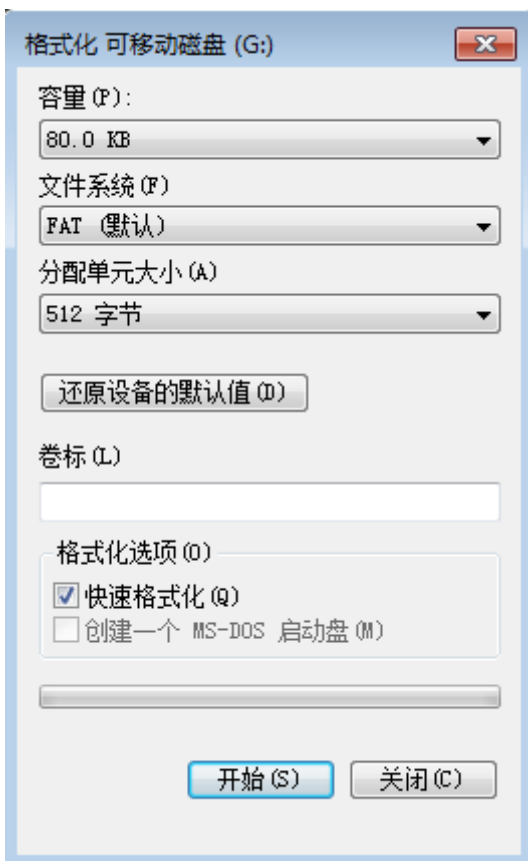 格式化 可移动磁盘 (G:)
容量(P):
80.0 KB
文件系统(F)
FAT (默认)
分配单元大小(A)
512 字节
还原设备的默认值(D)
卷标(L)
格式化选项(O)
快速格式化(Q)
创建一个 MS-DOS 启动盘(M)
开始(S)
关闭(C)